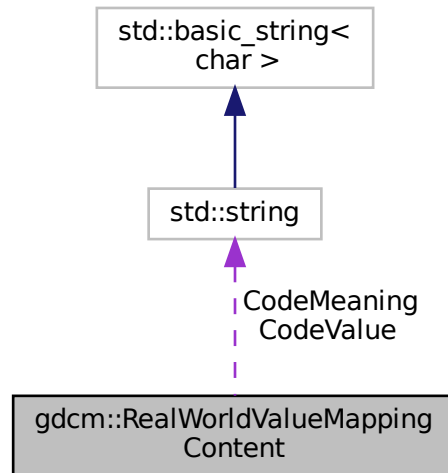 std::basic_string<
char >
std::string
CodeMeaning
CodeValue
gdcm::RealWorldValueMapping
Content